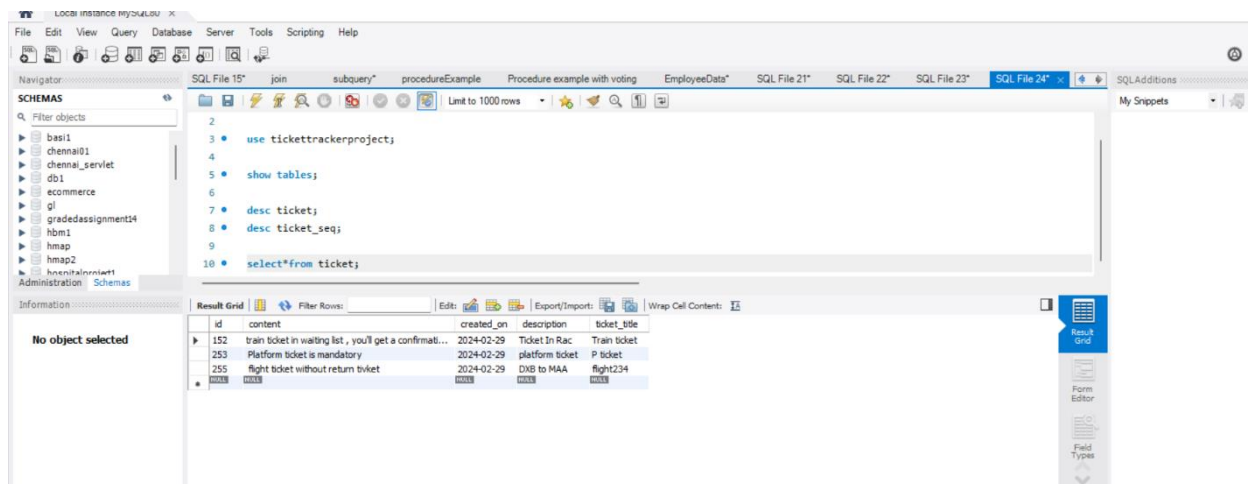 Local instance MySQL80 ×
File Edit View Query Database Server Tools Scripting Help
Navigator
SCHEMAS
Filter objects
basi1
chennai01
chennai_servlet
db1
ecommerce
gl
gradedassignment14
hbm1
hmap
hmap2
hospitalproject1
Administration Schemas
Information
No object selected
SQL File 15* join subquery* procedureExample Procedure example with voting EmployeeData* SQL File 21* SQL File 22* SQL File 23* SQL File 24* ×
Limit to 1000 rows
2
3 use tickettrackerproject;
4
5 show tables;
6
7 desc ticket;
8 desc ticket_seq;
9
10 select*from ticket;
Result Grid Filter Rows: Edit: Export/Import: Wrap Cell Content: IA
id content created_on description ticket_title
152 train ticket in waiting list , you'll get a confirmati... 2024-02-29 Ticket In Rac Train ticket
253 Platform ticket is mandatory 2024-02-29 platform ticket P ticket
255 flight ticket without return tivket 2024-02-29 DXB to MAA flight234
NULL NULL NULL NULL NULL
Result Grid
Form Editor
Field Types
SQLAdditions
My Snippets